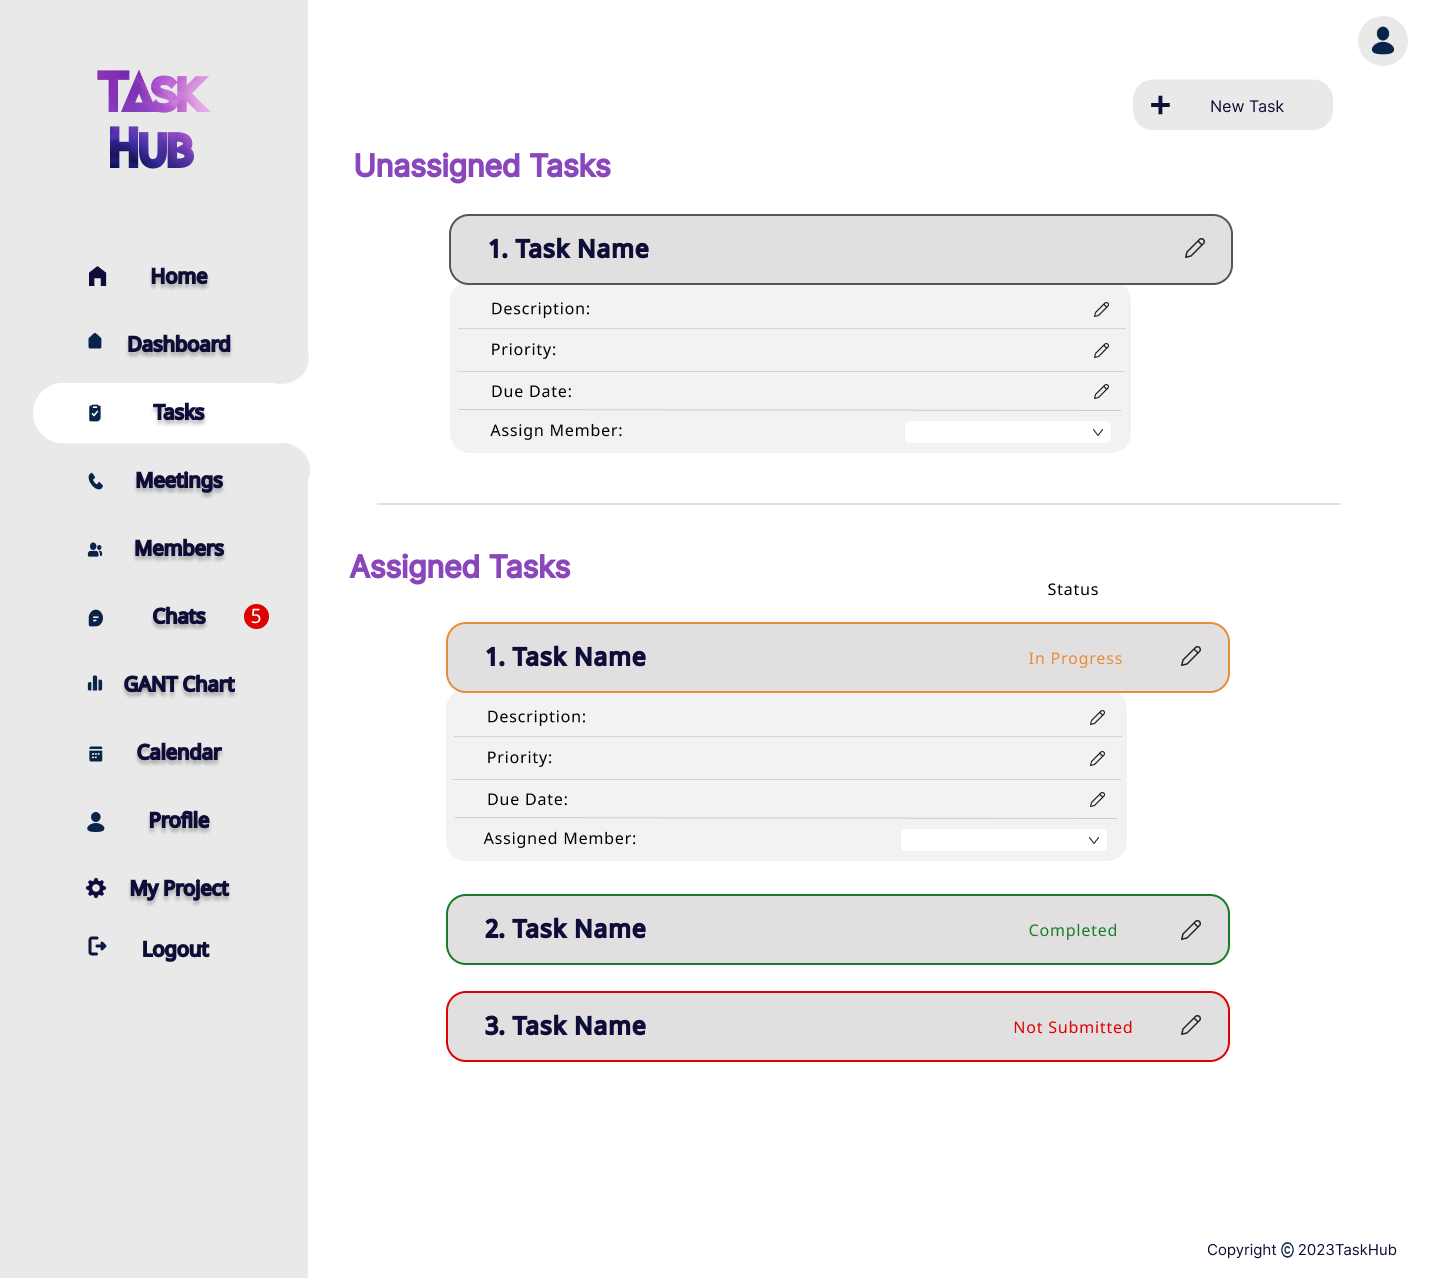 TASK
HUB
Home
Dashboard
Tasks
Meetings
Members
Chats 5
GANT Chart
Calendar
Profile
My Project
Logout
New Task
Unassigned Tasks
1. Task Name
Description:
Priority:
Due Date:
Assign Member:
Assigned Tasks
Status
1. Task Name In Progress
Description:
Priority:
Due Date:
Assigned Member:
2. Task Name Completed
3. Task Name Not Submitted
Copyright © 2023TaskHub